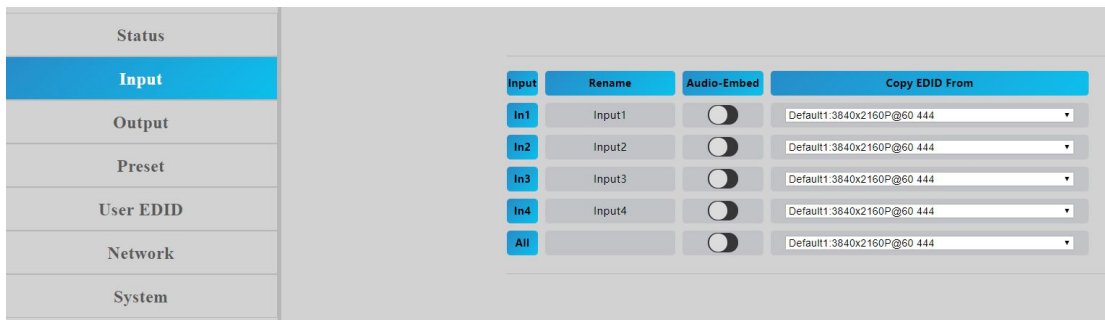 Status
Input
Output
Preset
User EDID
Network
System
Input Rename Audio-Embed Copy EDID From
In1 Input1 Default1:3840x2160P@60 444
In2 Input2 Default1:3840x2160P@60 444
In3 Input3 Default1:3840x2160P@60 444
In4 Input4 Default1:3840x2160P@60 444
All Default1:3840x2160P@60 444